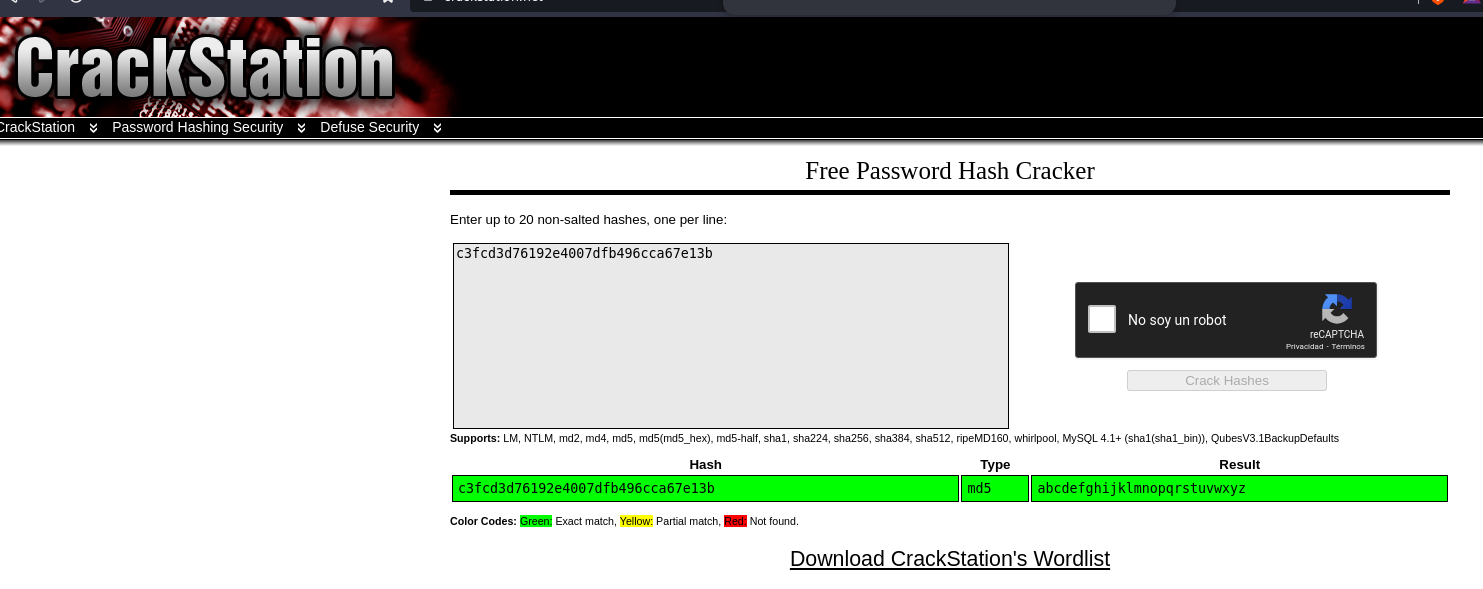 CrackStation
CrackStation Password Hashing Security Defuse Security
Free Password Hash Cracker
Enter up to 20 non-salted hashes, one per line:
c3fcd3d76192e4007dfb496cca67e13b
No soy un robot
reCAPTCHA
Privacidad - Términos
Crack Hashes
Supports: LM, NTLM, md2, md4, md5, md5(md5_hex), md5-half, sha1, sha224, sha256, sha384, sha512, ripeMD160, whirlpool, MySQL 4.1+ (sha1(sha1_bin)), QubesV3.1BackupDefaults
Hash Type Result
c3fcd3d76192e4007dfb496cca67e13b md5 abcdefghijklmnopqrstuvwxyz
Color Codes: Green: Exact match, Yellow: Partial match, Red: Not found.
Download CrackStation's Wordlist